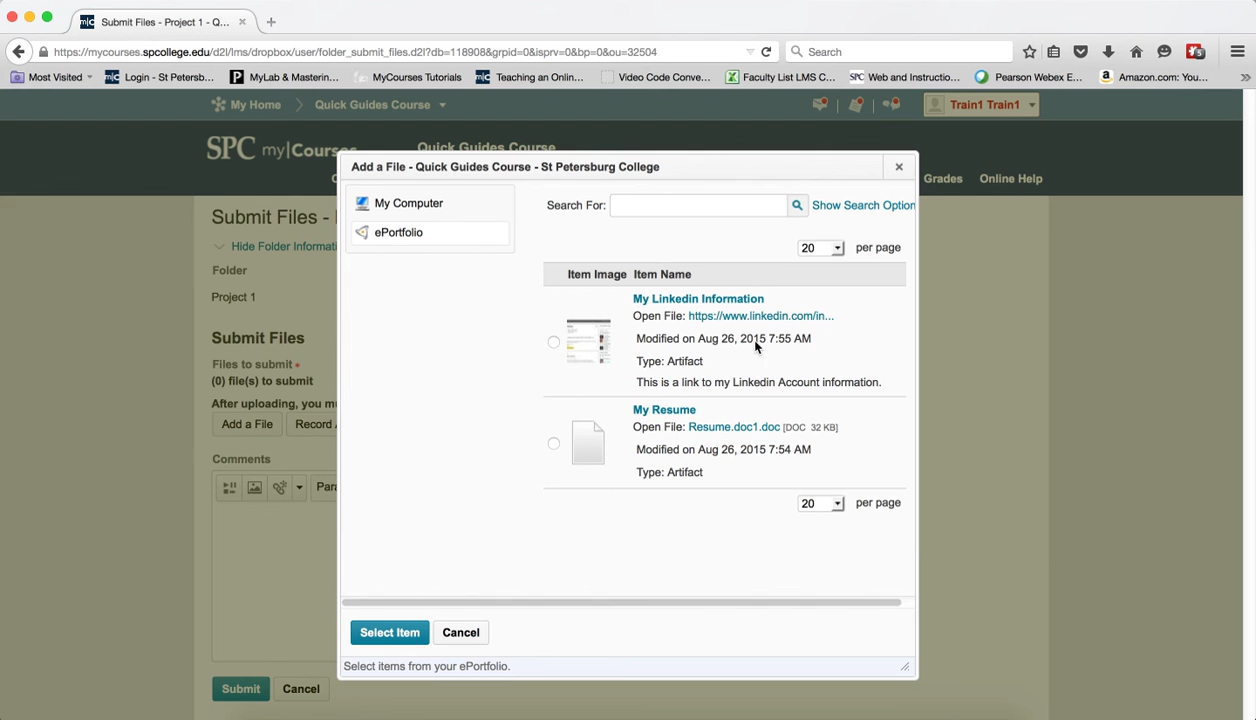 Submit Files - Project 1 - Q...
https://mycourses.spcollege.edu/d2l/lms/dropbox/user/folder_submit_files.d2l?db=118908&grpid=0&isprv=0&bp=0&ou=32504
Search
Most Visited
Login - St Petersb...
MyLab & Mastering...
MyCourses Tutorials
Teaching an Onlin...
Video Code Conve...
Faculty List LMS C...
Web and Instructio...
Pearson Webex E...
Amazon.com: You...
My Home
Quick Guides Course
Train1 Train1
SPC my|Courses
Quick Guides Course
Grades
Online Help
Submit Files -
Hide Folder Informati
Folder
Project 1
Submit Files
Files to submit *
(0) file(s) to submit
After uploading, you mu
Add a File
Record
Comments
Para
Submit
Cancel
Add a File - Quick Guides Course - St Petersburg College
My Computer
ePortfolio
Search For:
Show Search Option
20 per page
Item Image Item Name
My Linkedin Information
Open File: https://www.linkedin.com/in...
Modified on Aug 26, 2015 7:55 AM
Type: Artifact
This is a link to my Linkedin Account information.
My Resume
Open File: Resume.doc1.doc [DOC 32 KB]
Modified on Aug 26, 2015 7:54 AM
Type: Artifact
20 per page
Select Item
Cancel
Select items from your ePortfolio.